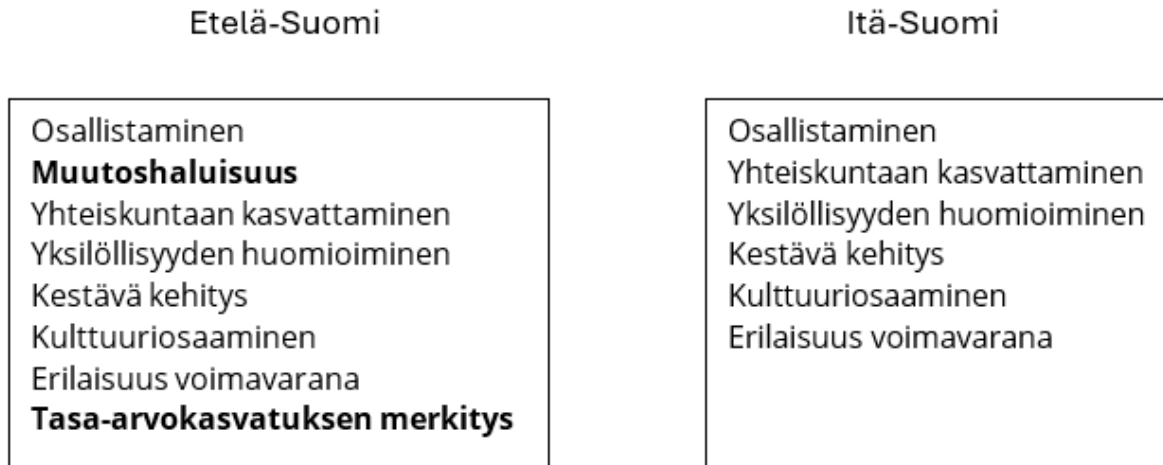 Etelä-Suomi
Osallistaminen
Muutoshaluisuus
Yhteiskuntaan kasvattaminen
Yksilöllisyyden huomioiminen
Kestävä kehitys
Kulttuuriosaaminen
Erilaisuus voimavarana
Tasa-arvokasvatuksen merkitys
Itä-Suomi
Osallistaminen
Yhteiskuntaan kasvattaminen
Yksilöllisyyden huomioiminen
Kestävä kehitys
Kulttuuriosaaminen
Erilaisuus voimavarana